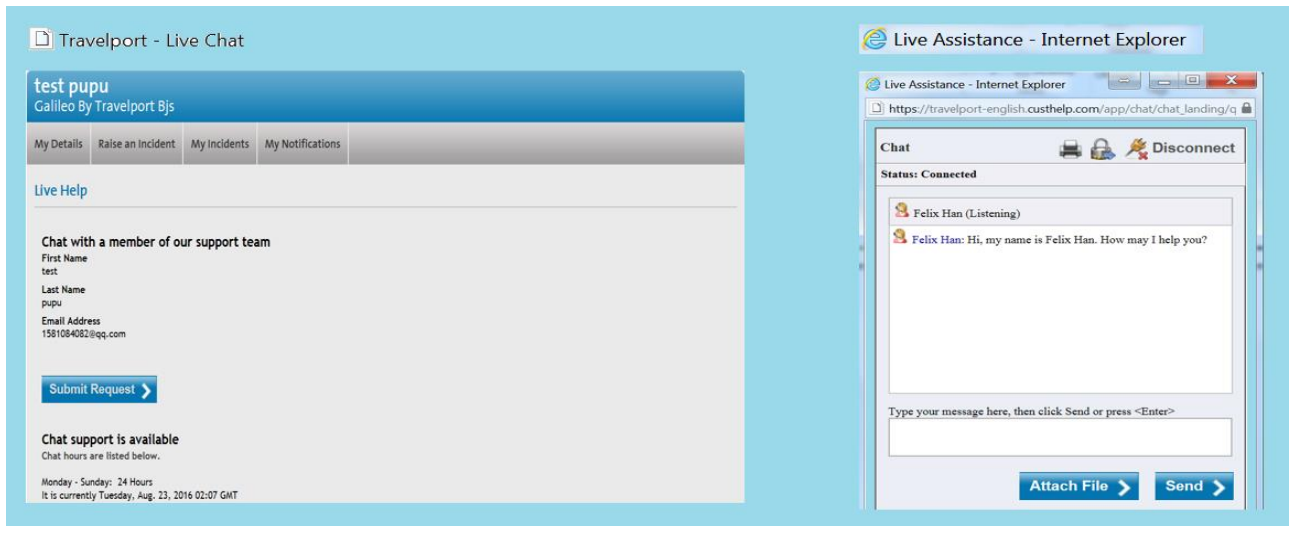 Travelport - Live Chat
test pupu
Galileo By Travelport Bjs
My Details Raise an Incident My Incidents My Notifications
Live Help
Chat with a member of our support team
First Name
test
Last Name
pupu
Email Address
1581084082@qq.com
Submit Request
Chat support is available
Chat hours are listed below.
Monday - Sunday: 24 Hours
It is currently Tuesday, Aug. 23, 2016 02:07 GMT
Live Assistance - Internet Explorer
Live Assistance - Internet Explorer
https://travelport-english.custhelp.com/app/chat/chat_landing/q
Chat Disconnect
Status: Connected
Felix Han (Listening)
Felix Han: Hi, my name is Felix Han. How may I help you?
Type your message here, then click Send or press <Enter>
Attach File Send